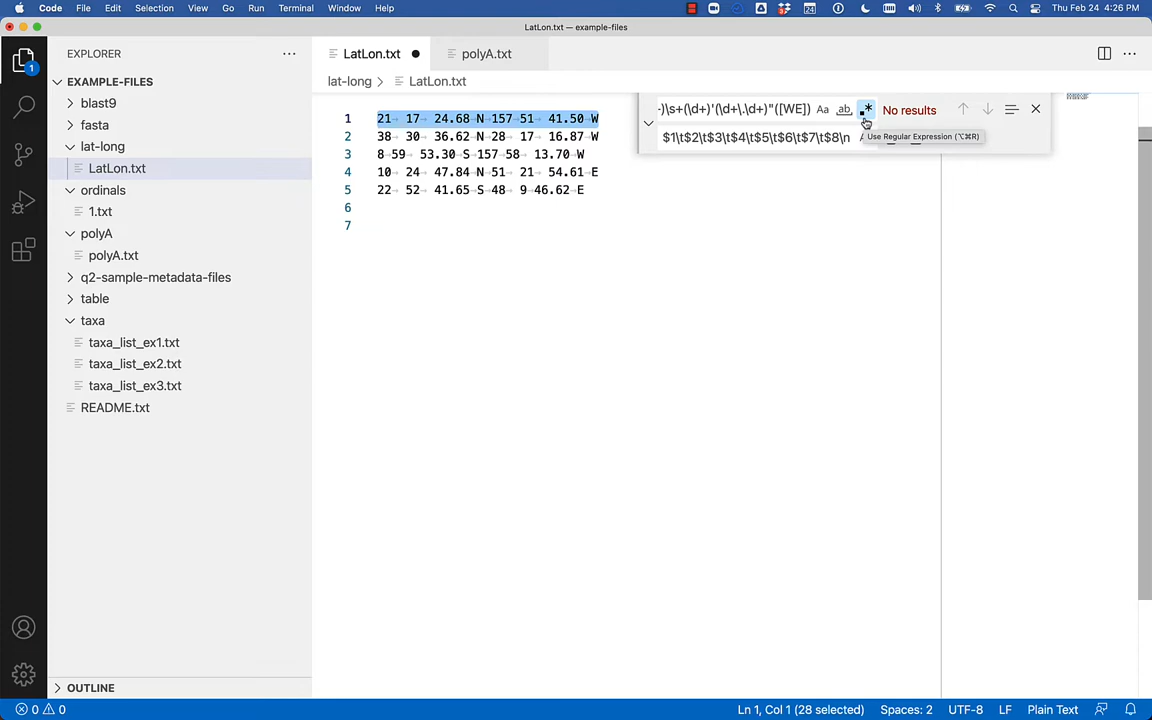 Code File Edit Selection View Go Run Terminal Window Help Thu Feb 24 4:26 PM
LatLon.txt — example-files
EXPLORER
LatLon.txt polyA.txt
EXAMPLE-FILES
lat-long LatLon.txt
blast9
fasta
lat-long
LatLon.txt
ordinals
1.txt
polyA
polyA.txt
q2-sample-metadata-files
table
taxa
taxa_list_ex1.txt
taxa_list_ex2.txt
taxa_list_ex3.txt
README.txt
OUTLINE
1 21→ 17→ 24.68→N→157→51→ 41.50→W
2 38→ 30→ 36.62→N→28→ 17→ 16.87→W
3 8→59→ 53.30→S→157→58→ 13.70→W
4 10→ 24→ 47.84→N→51→ 21→ 54.61→E
5 22→ 52→ 41.65→S→48→ 9→46.62→E
6
7
)\s+(\d+)'(\d+\.\d+)"([WE]) Aa ab .* No results
$1\t$2\t$3\t$4\t$5\t$6\t$7\t$8\n
Use Regular Expression (⌥⌘R)
0 0 Ln 1, Col 1 (28 selected) Spaces: 2 UTF-8 LF Plain Text